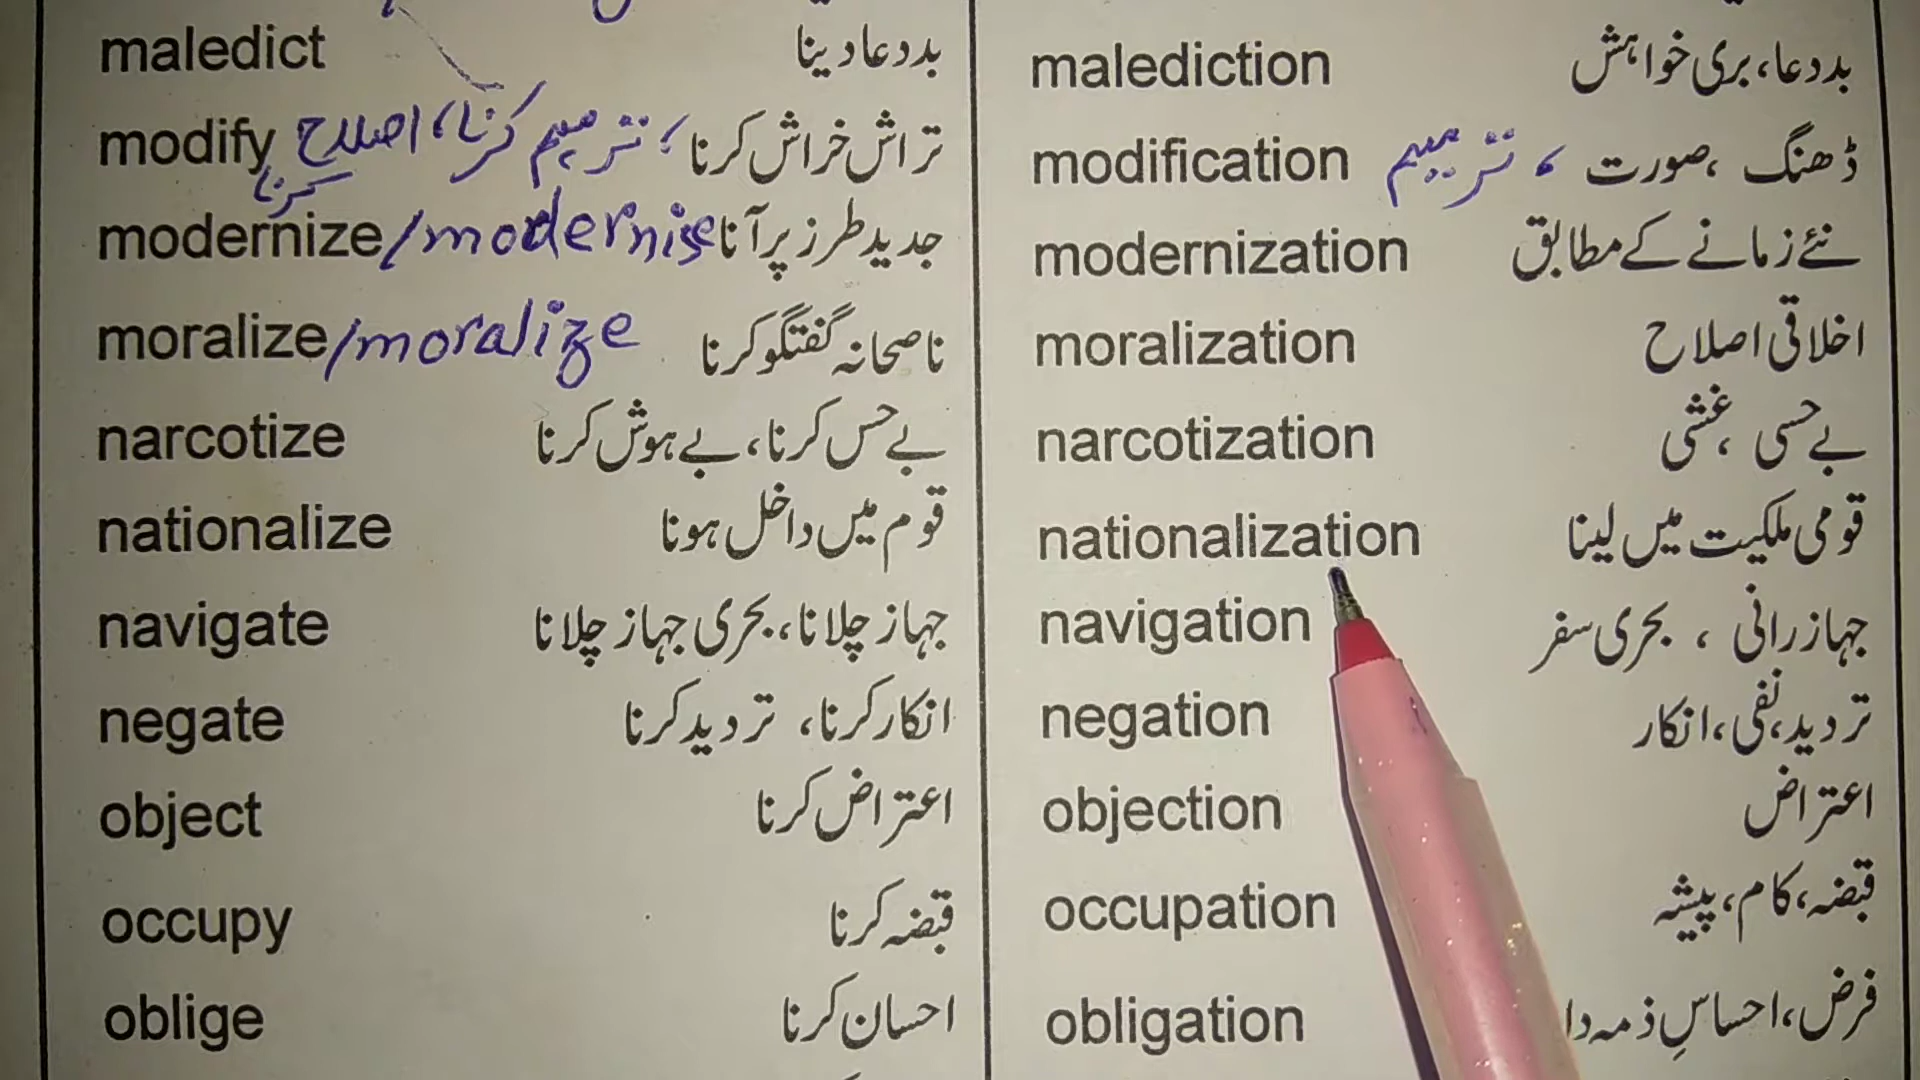 maledict بددعا دینا malediction بددعا، بری خواہش
modify تراش خراش کرنا، ترمیم کرنا، اصلاح کرنا modification ڈھنگ، صورت، ترمیم
modernize/modernise جدید طرز پر آنا modernization نئے زمانے کے مطابق
moralize/moralize ناصحانہ گفتگو کرنا moralization اخلاقی اصلاح
narcotize بے حس کرنا، بے ہوش کرنا narcotization بے حسی، غشی
nationalize قوم میں داخل ہونا nationalization قومی ملکیت میں لینا
navigate جہاز چلانا، بحری جہاز چلانا navigation جہازرانی، بحری سفر
negate انکار کرنا، تردید کرنا negation تردید، نفی، انکار
object اعتراض کرنا objection اعتراض
occupy قبضہ کرنا occupation قبضہ، کام، پیشہ
oblige احسان کرنا obligation فرض، احساسِ ذمہ دا